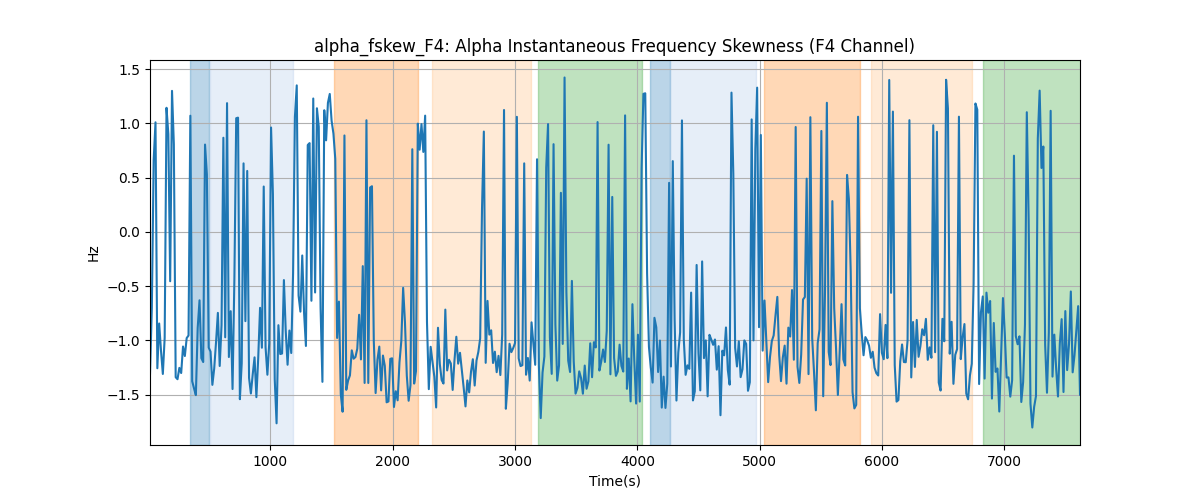 alpha_fskew_F4: Alpha Instantaneous Frequency Skewness (F4 Channel)
1.5
1.0
0.5
0.0
−0.5
−1.0
−1.5
Hz
1000 2000 3000 4000 5000 6000 7000
Time(s)